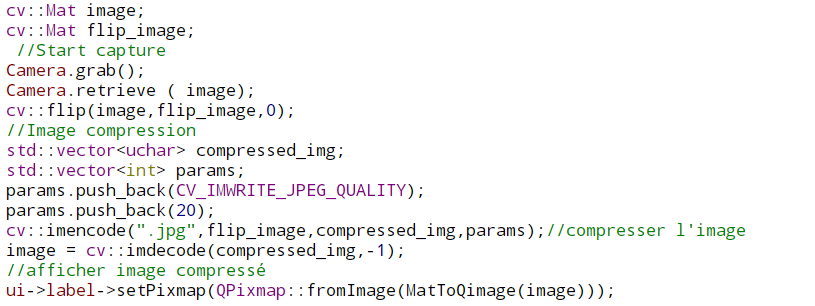 cv::Mat image;
cv::Mat flip_image;
//Start capture
Camera.grab();
Camera.retrieve ( image);
cv::flip(image,flip_image,0);
//Image compression
std::vector<uchar> compressed_img;
std::vector<int> params;
params.push_back(CV_IMWRITE_JPEG_QUALITY);
params.push_back(20);
cv::imencode(".jpg",flip_image,compressed_img,params);//compresser l'image
image = cv::imdecode(compressed_img,-1);
//afficher image compressé
ui->label->setPixmap(QPixmap::fromImage(MatToQimage(image)));